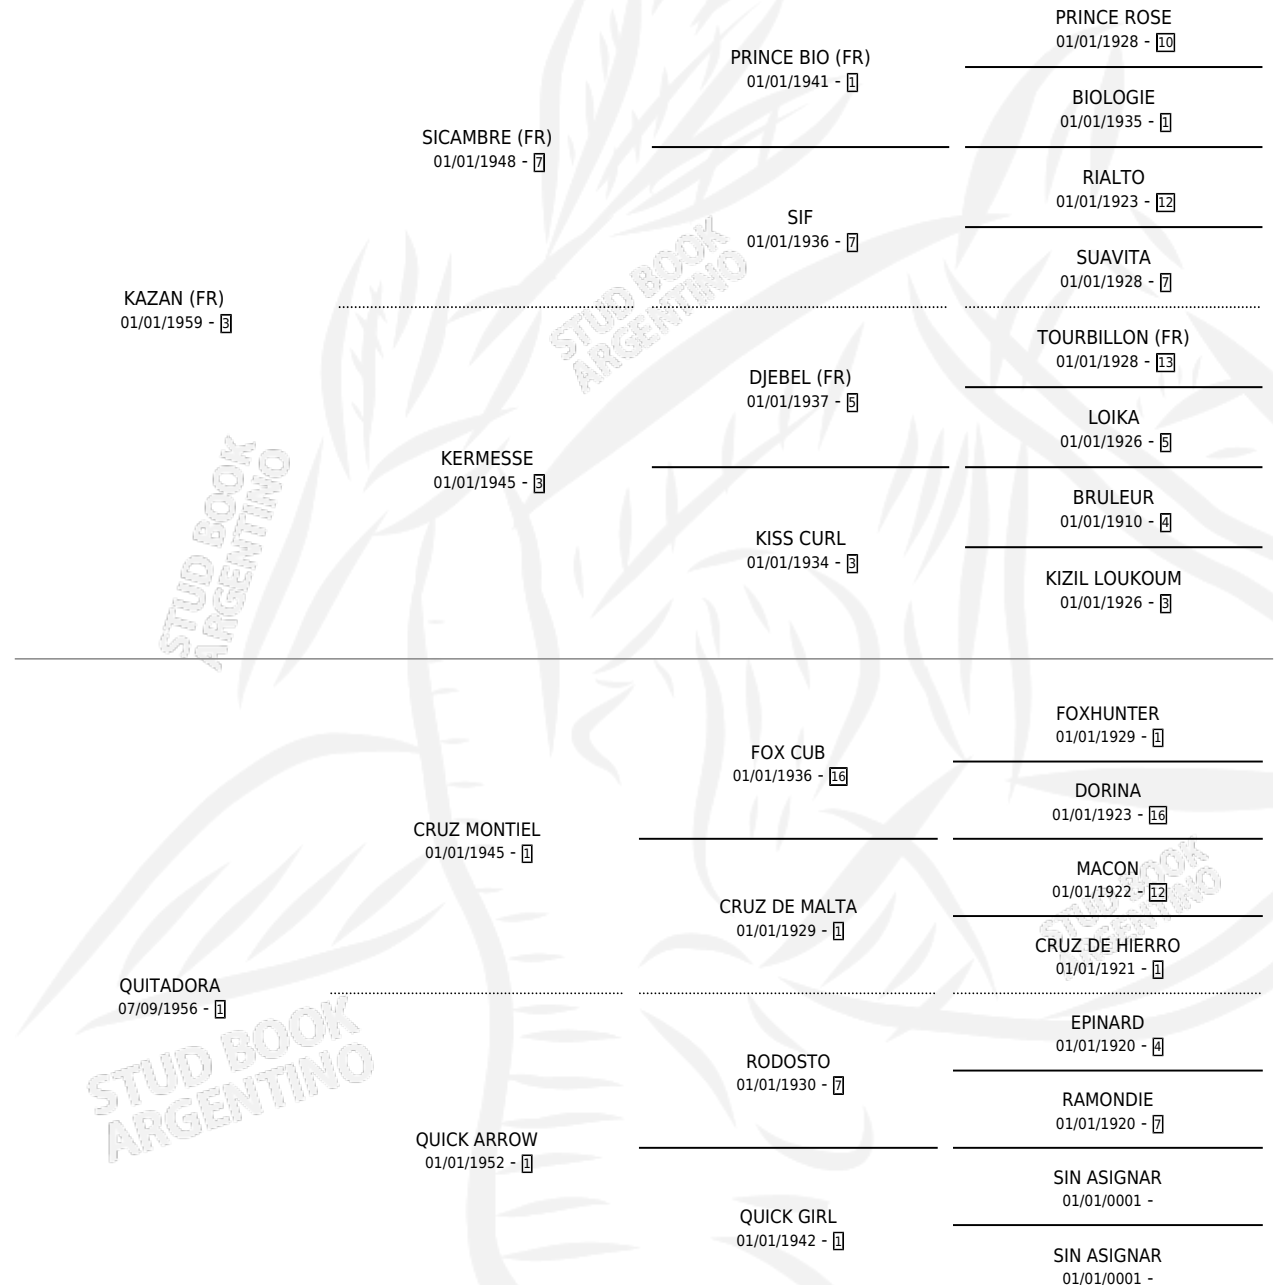 PRINCE ROSE
01/01/1928 - 10
PRINCE BIO (FR)
01/01/1941 - 1
BIOLOGIE
01/01/1935 - 1
SICAMBRE (FR)
01/01/1948 - 7
RIALTO
01/01/1923 - 12
SIF
01/01/1936 - 7
SUAVITA
01/01/1928 - 7
KAZAN (FR)
01/01/1959 - 3
TOURBILLON (FR)
01/01/1928 - 13
DJEBEL (FR)
01/01/1937 - 5
LOIKA
01/01/1926 - 5
KERMESSE
01/01/1945 - 3
BRULEUR
01/01/1910 - 4
KISS CURL
01/01/1934 - 3
KIZIL LOUKOUM
01/01/1926 - 3
FOXHUNTER
01/01/1929 - 1
FOX CUB
01/01/1936 - 16
DORINA
01/01/1923 - 16
CRUZ MONTIEL
01/01/1945 - 1
MACON
01/01/1922 - 12
CRUZ DE MALTA
01/01/1929 - 1
CRUZ DE HIERRO
01/01/1921 - 1
QUITADORA
07/09/1956 - 1
EPINARD
01/01/1920 - 4
RODOSTO
01/01/1930 - 7
RAMONDIE
01/01/1920 - 7
QUICK ARROW
01/01/1952 - 1
SIN ASIGNAR
01/01/0001 -
QUICK GIRL
01/01/1942 - 1
SIN ASIGNAR
01/01/0001 -
STUD BOOK
ARGENTINO
STUD BOOK
ARGENTINO
STUD BOOK
ARGENTINO
STUD BOOK
ARGENTINO